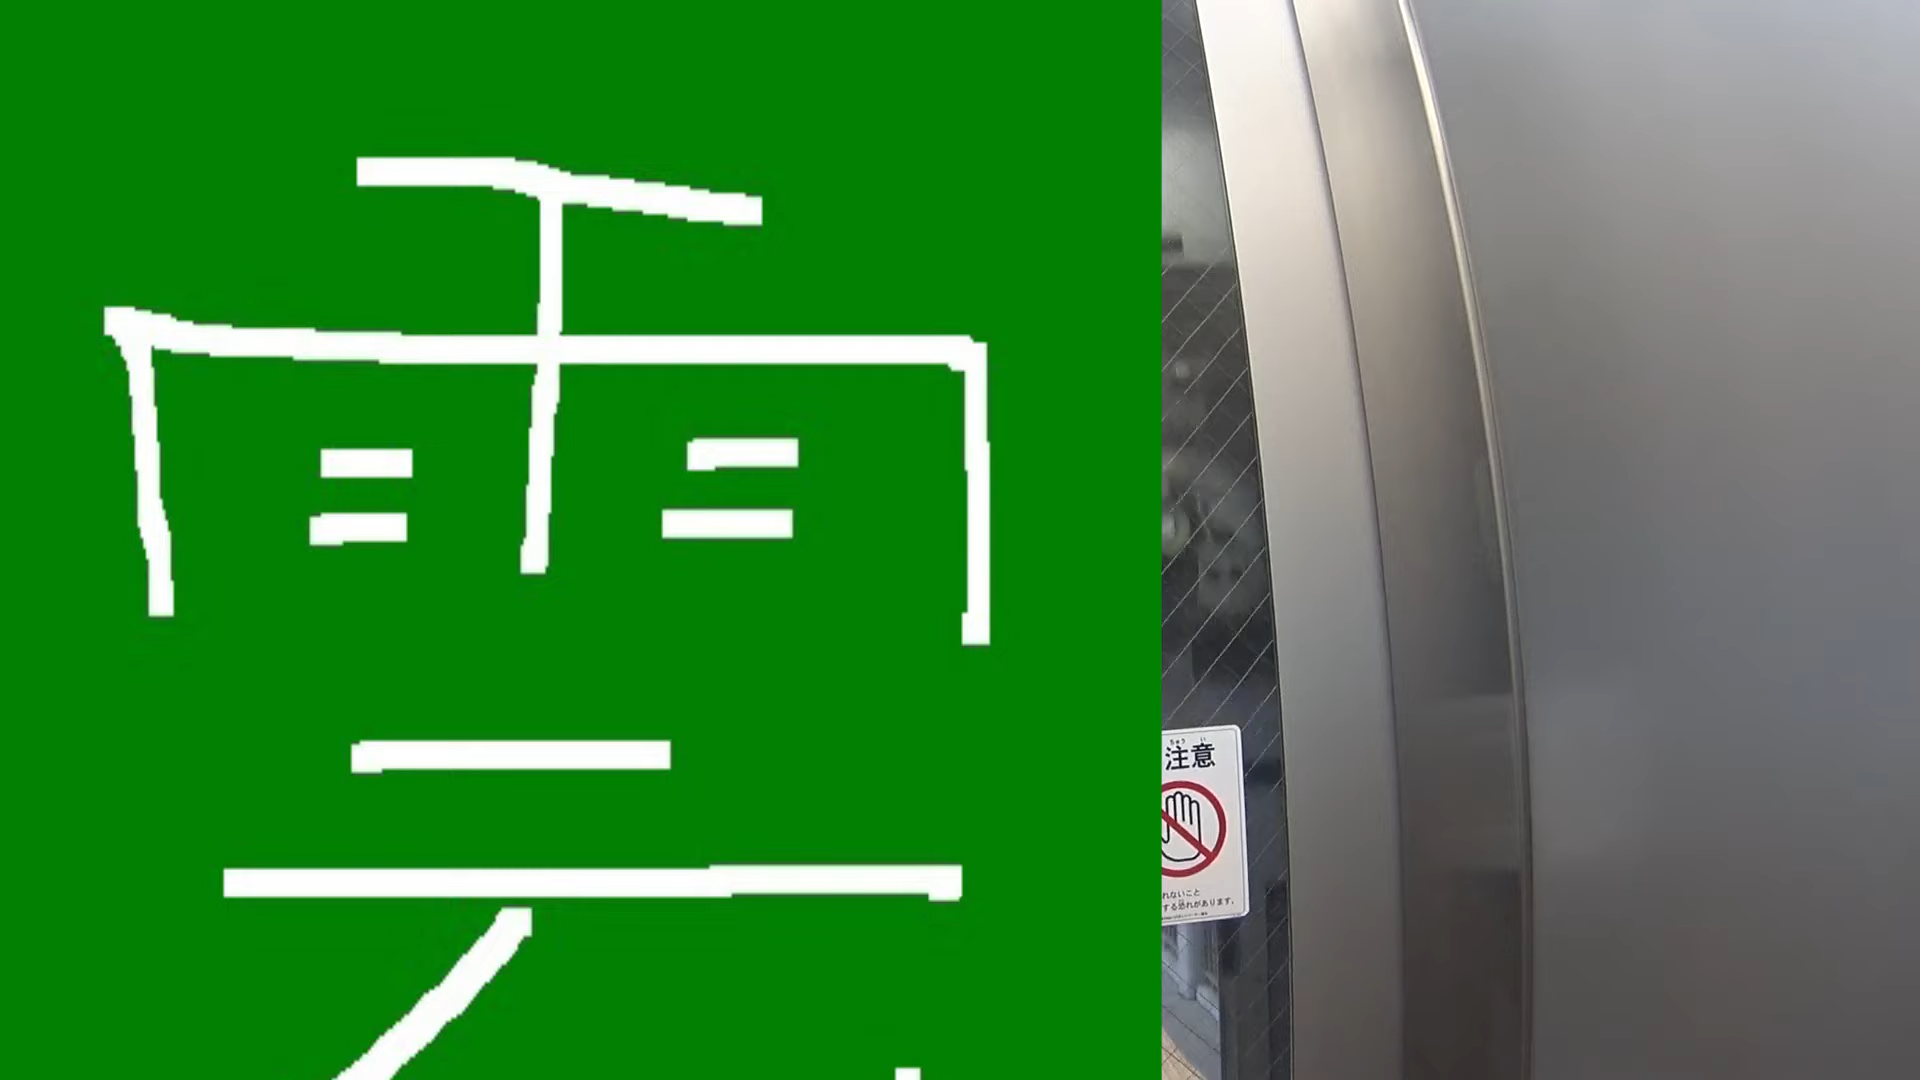 雲
ちゅう い
注意
れないこと
する恐れがあります。